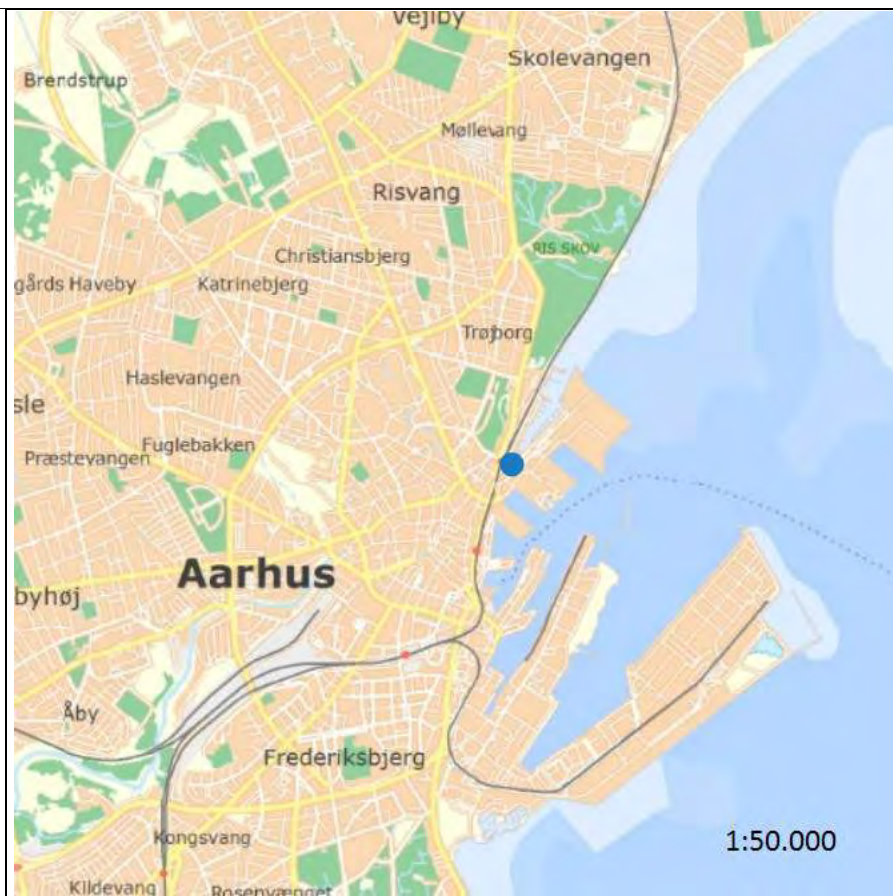 Vejlby
Skolevangen
Brendstrup
Møllevang
Risvang
RIS SKOV
Christiansbjerg
gårds Haveby
Katrinebjerg
Trøjborg
Haslevangen
sle
Fuglebakken
Præstevangen
Aarhus
byhøj
Åby
Frederiksbjerg
1:50.000
Kongsvang
Kildevang
Rosenvænget